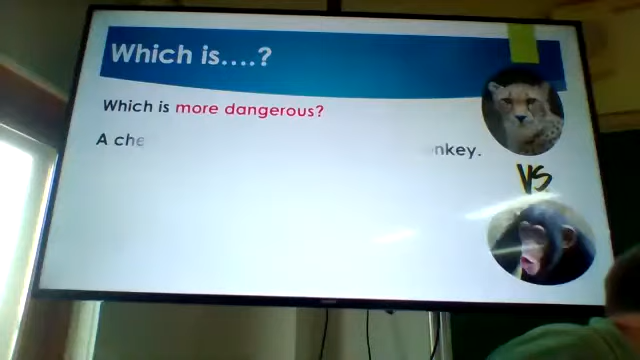 Which is....?
Which is more dangerous?
A che nkey.
VS